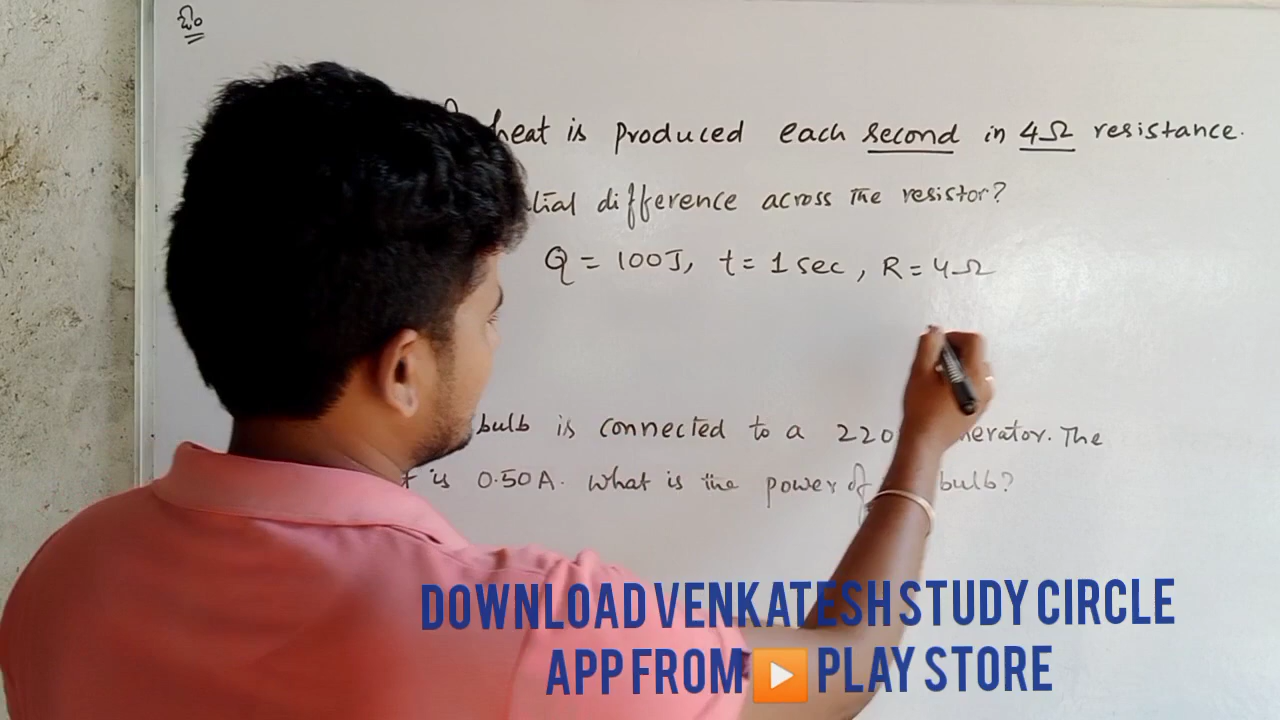 heat is produced each second in 4Ω resistance.
difference across the resistor?
Q = 100J, t = 1 sec, R = 4Ω
bulb is connected to a 220 The
is 0.50A. What is the power of bulb?
DOWNLOAD VENKATESH STUDY CIRCLE
APP FROM PLAY STORE